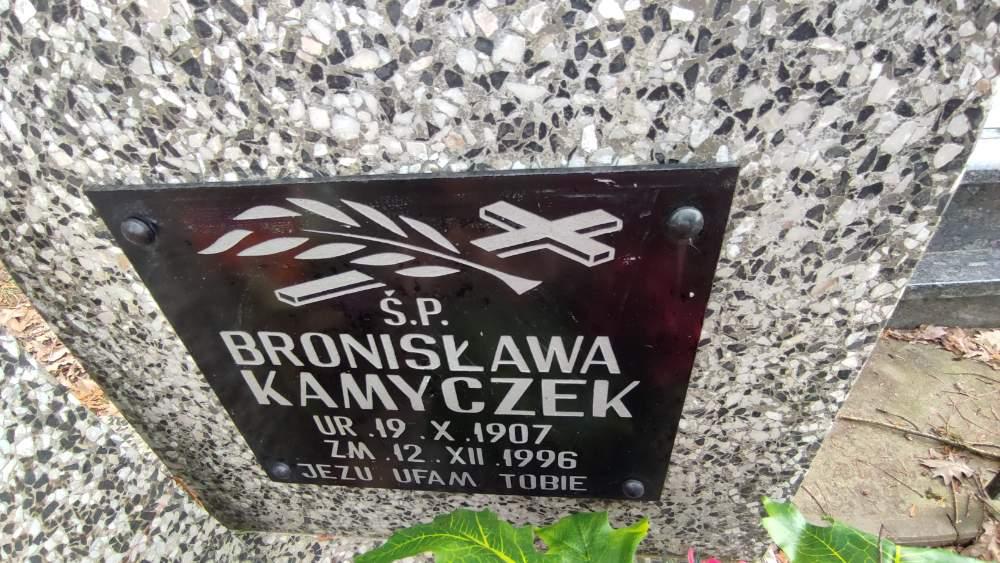 Ś.P.
BRONISŁAWA
KAMYCZEK
UR.19.X.1907
ZM.12.XII.1996
JEZU UFAM TOBIE